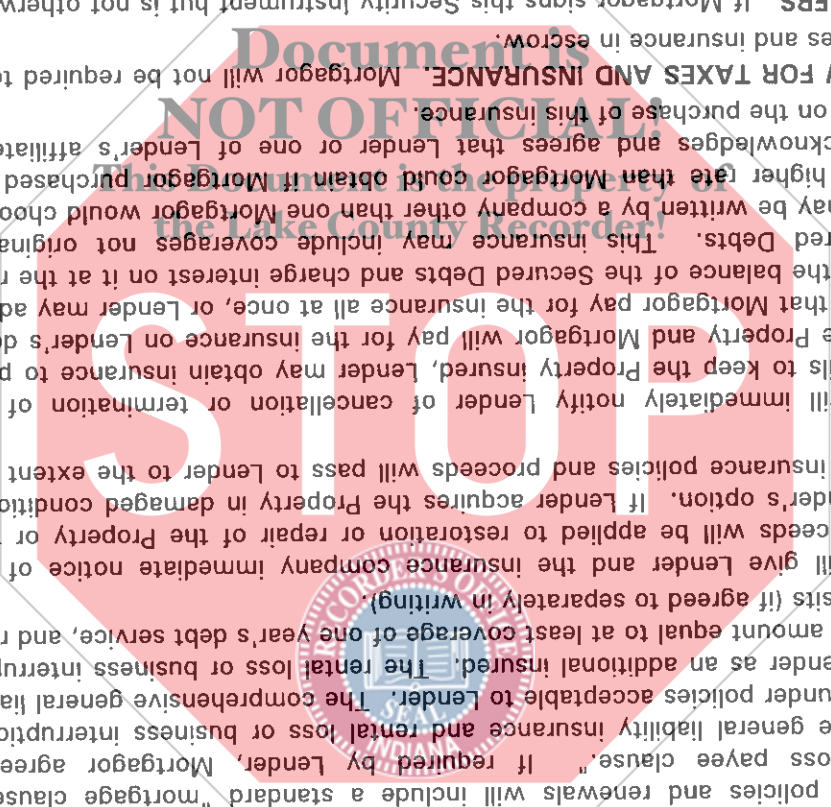 policies and renewals will include a standard "mortgage clause
oss payee clause." If required by Lender, Mortgagor agree
e general liability insurance and rental loss or business interruptio
under policies acceptable to Lender. The comprehensive general lia
ender as an additional insured. The rental loss or business interru
amount equal to at least coverage of one year's debt service, and r
sits (if agreed to separately in writing).
ill give Lender and the insurance company immediate notice of
ceeds will be applied to restoration or repair of the Property or
nder's option. If Lender acquires the Property in damaged conditio
insurance policies and proceeds will pass to Lender to the extent
ill immediately notify Lender of cancellation or termination of
ils to keep the Property insured, Lender may obtain insurance to p
e Property and Mortgagor will pay for the insurance on Lender's d
that Mortgagor pay for the insurance all at once, or Lender may ad
the balance of the Secured Debts and charge interest on it at the r
red Debts. This insurance may include coverages not origina
ay be written by a company other than one Mortgagor would choo
higher rate than Mortgagor could obtain if Mortgagor purchased
cknowledges and agrees that Lender or one of Lender's affiliate
on the purchase of this insurance.
FOR TAXES AND INSURANCE. Mortgagor will not be required t
es and insurance in escrow.
ERS. If Mortgagor signs this Security Instrument but is not otherw
Document is
NOT OFFICIAL!
This Document is the property of
the Lake County Recorder!
STOP
RECORDER'S OFFICE
SEAL
INDIANA